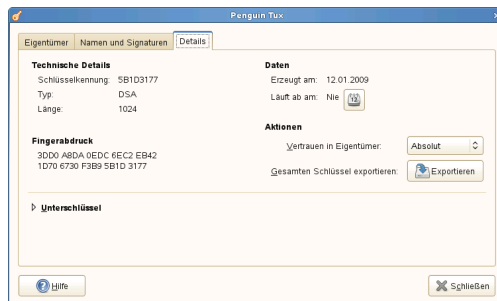 Penguin Tux
Eigentümer Namen und Signaturen Details
Technische Details
Schlüsselkennung: 5B1D3177
Typ: DSA
Länge: 1024
Fingerabdruck
3DD0 A8DA 0EDC 6EC2 EB42
1D70 6730 F3B9 5B1D 3177
Daten
Erzeugt am: 12.01.2009
Läuft ab am: Nie
Aktionen
Vertrauen in Eigentümer: Absolut
Gesamten Schlüssel exportieren: Exportieren
Unterschlüssel
Hilfe
Schließen